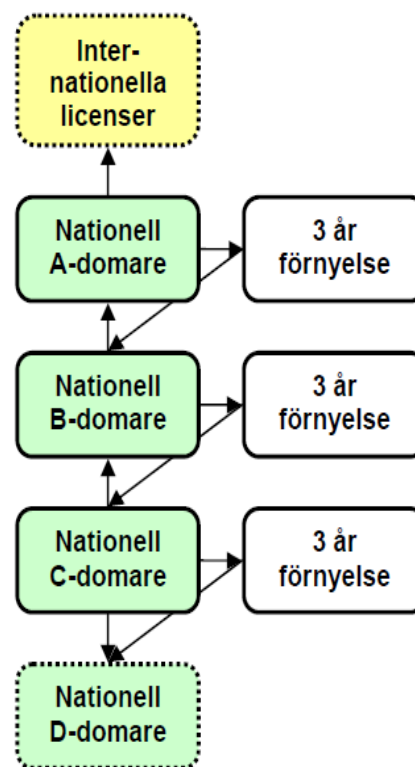 Inter-
nationella
licenser
Nationell
A-domare
3 år
förnyelse
Nationell
B-domare
3 år
förnyelse
Nationell
C-domare
3 år
förnyelse
Nationell
D-domare